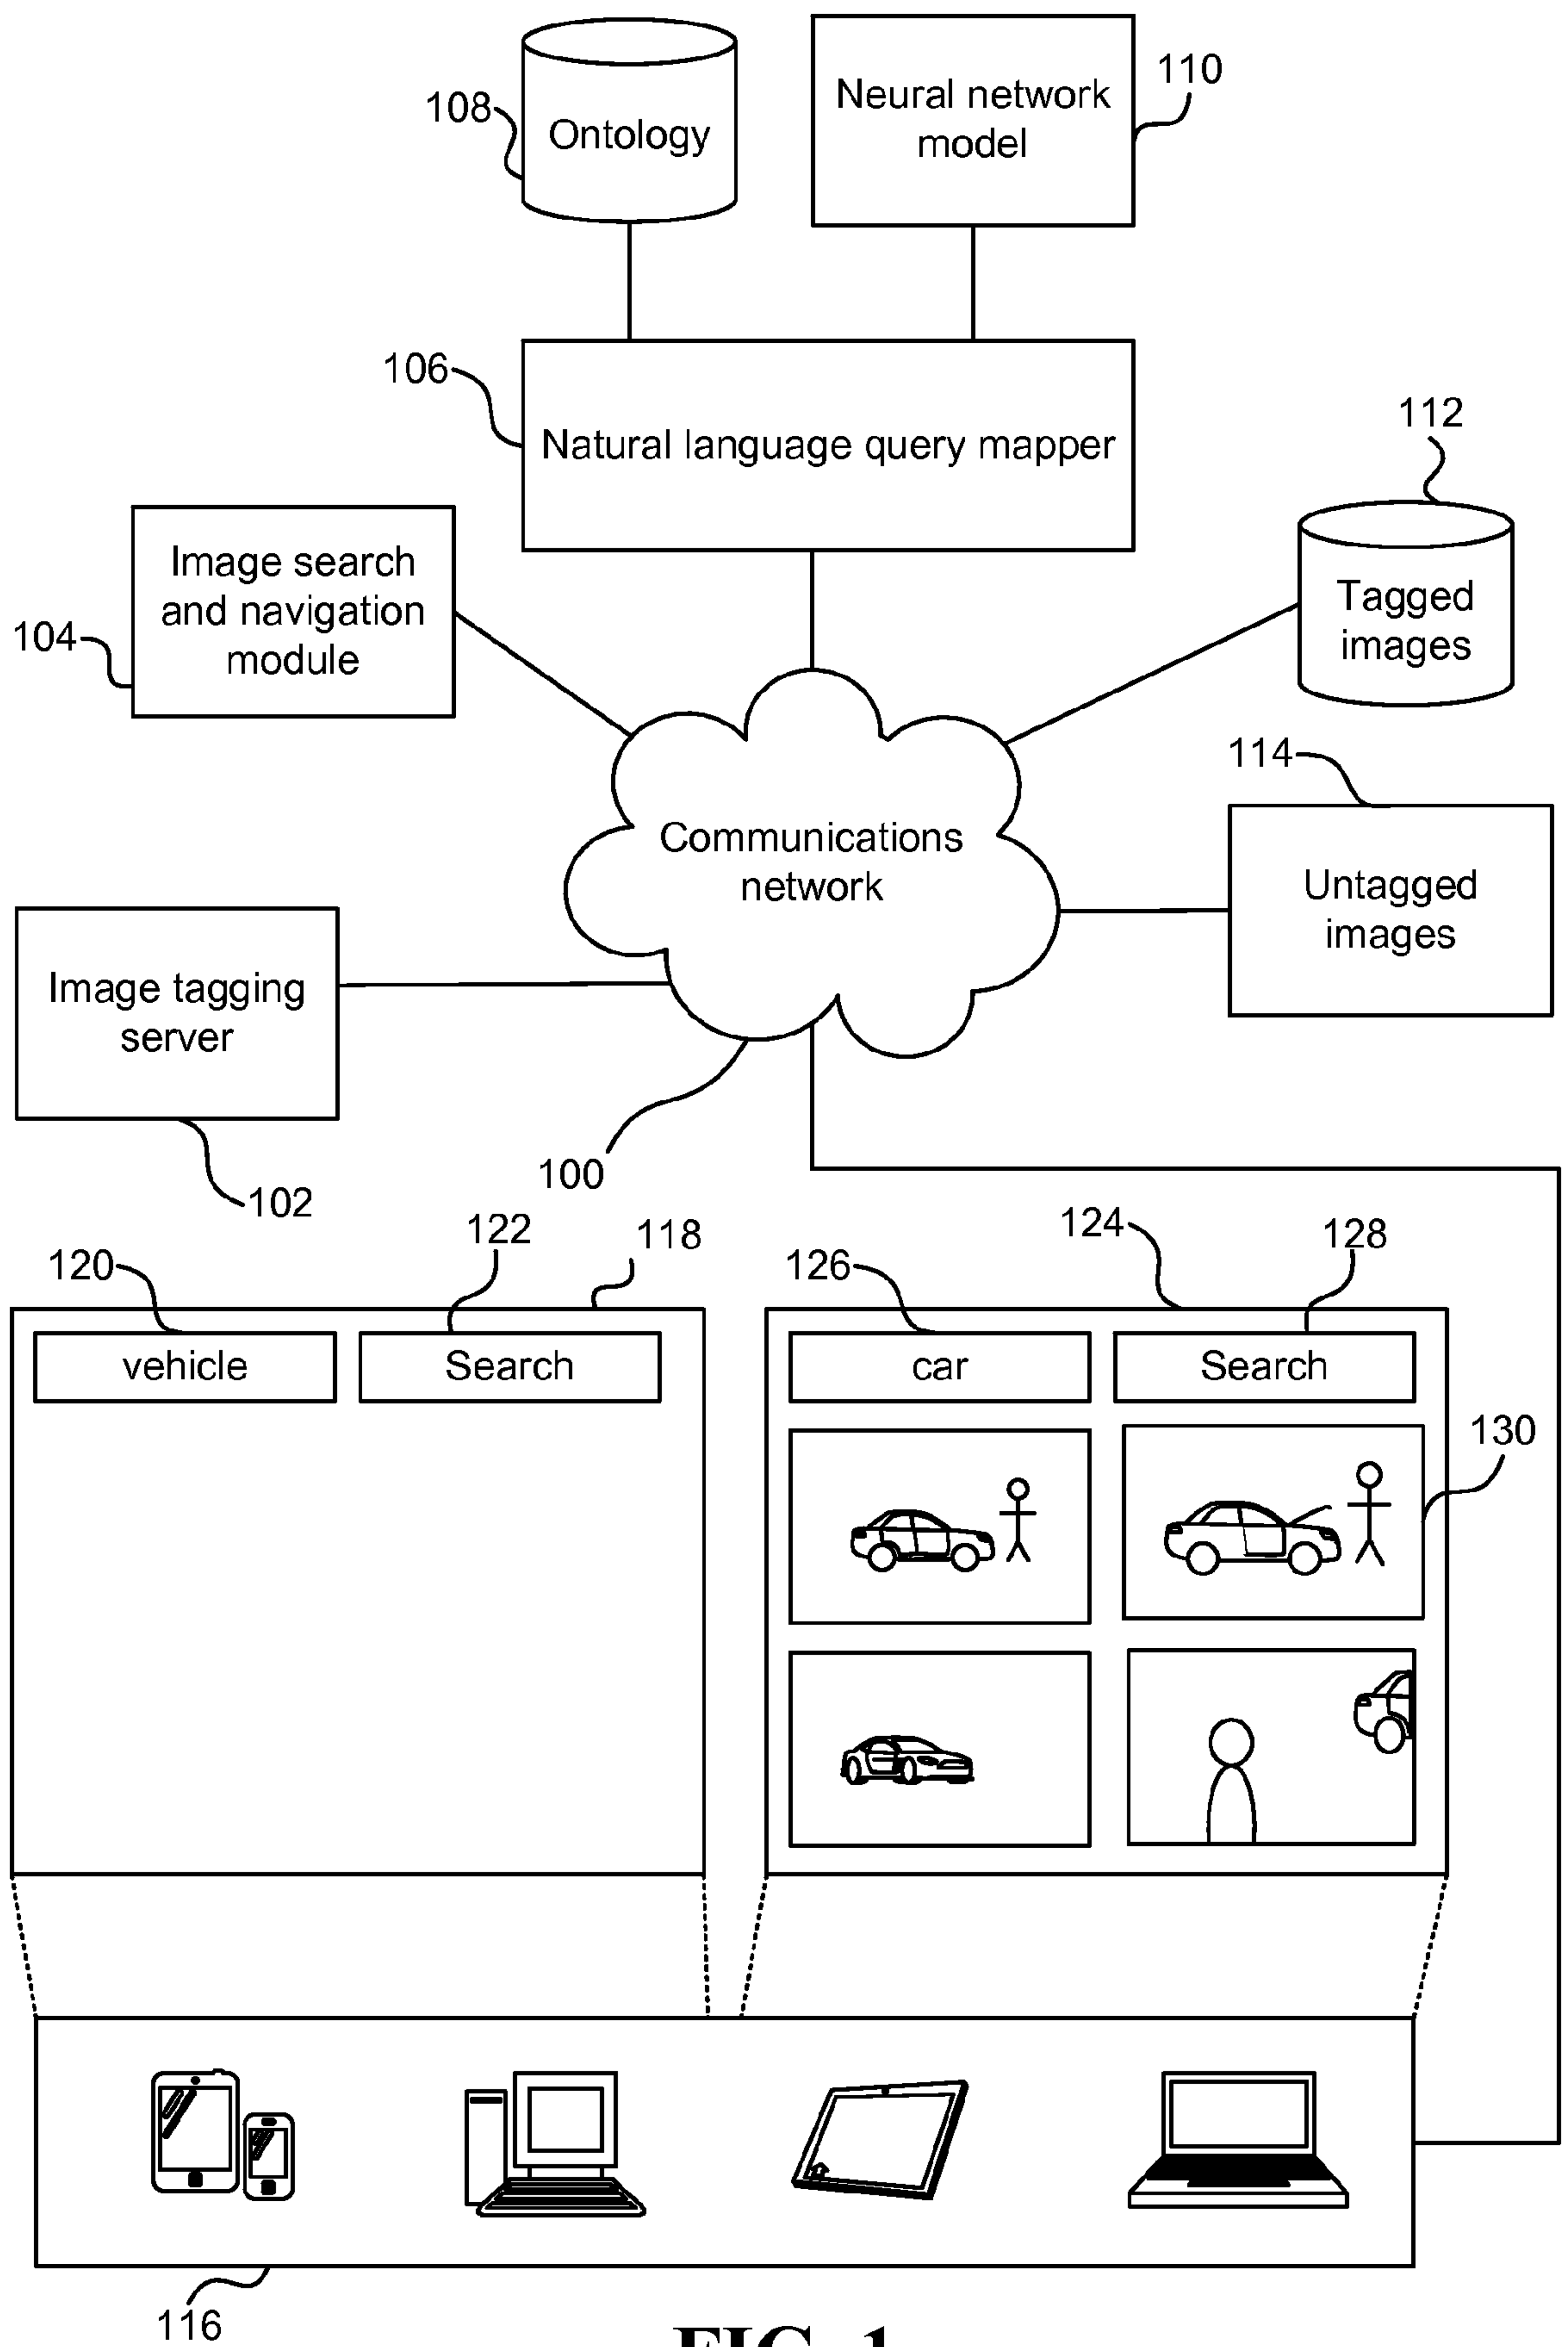 110
Neural network
model
108
Ontology
106
Natural language query mapper
112
Tagged
images
Image search
and navigation
module
104
114
Communications
network
Untagged
images
Image tagging
server
100
102
122
118
124
128
120
126
vehicle
Search
car
Search
130
116
FIG. 1